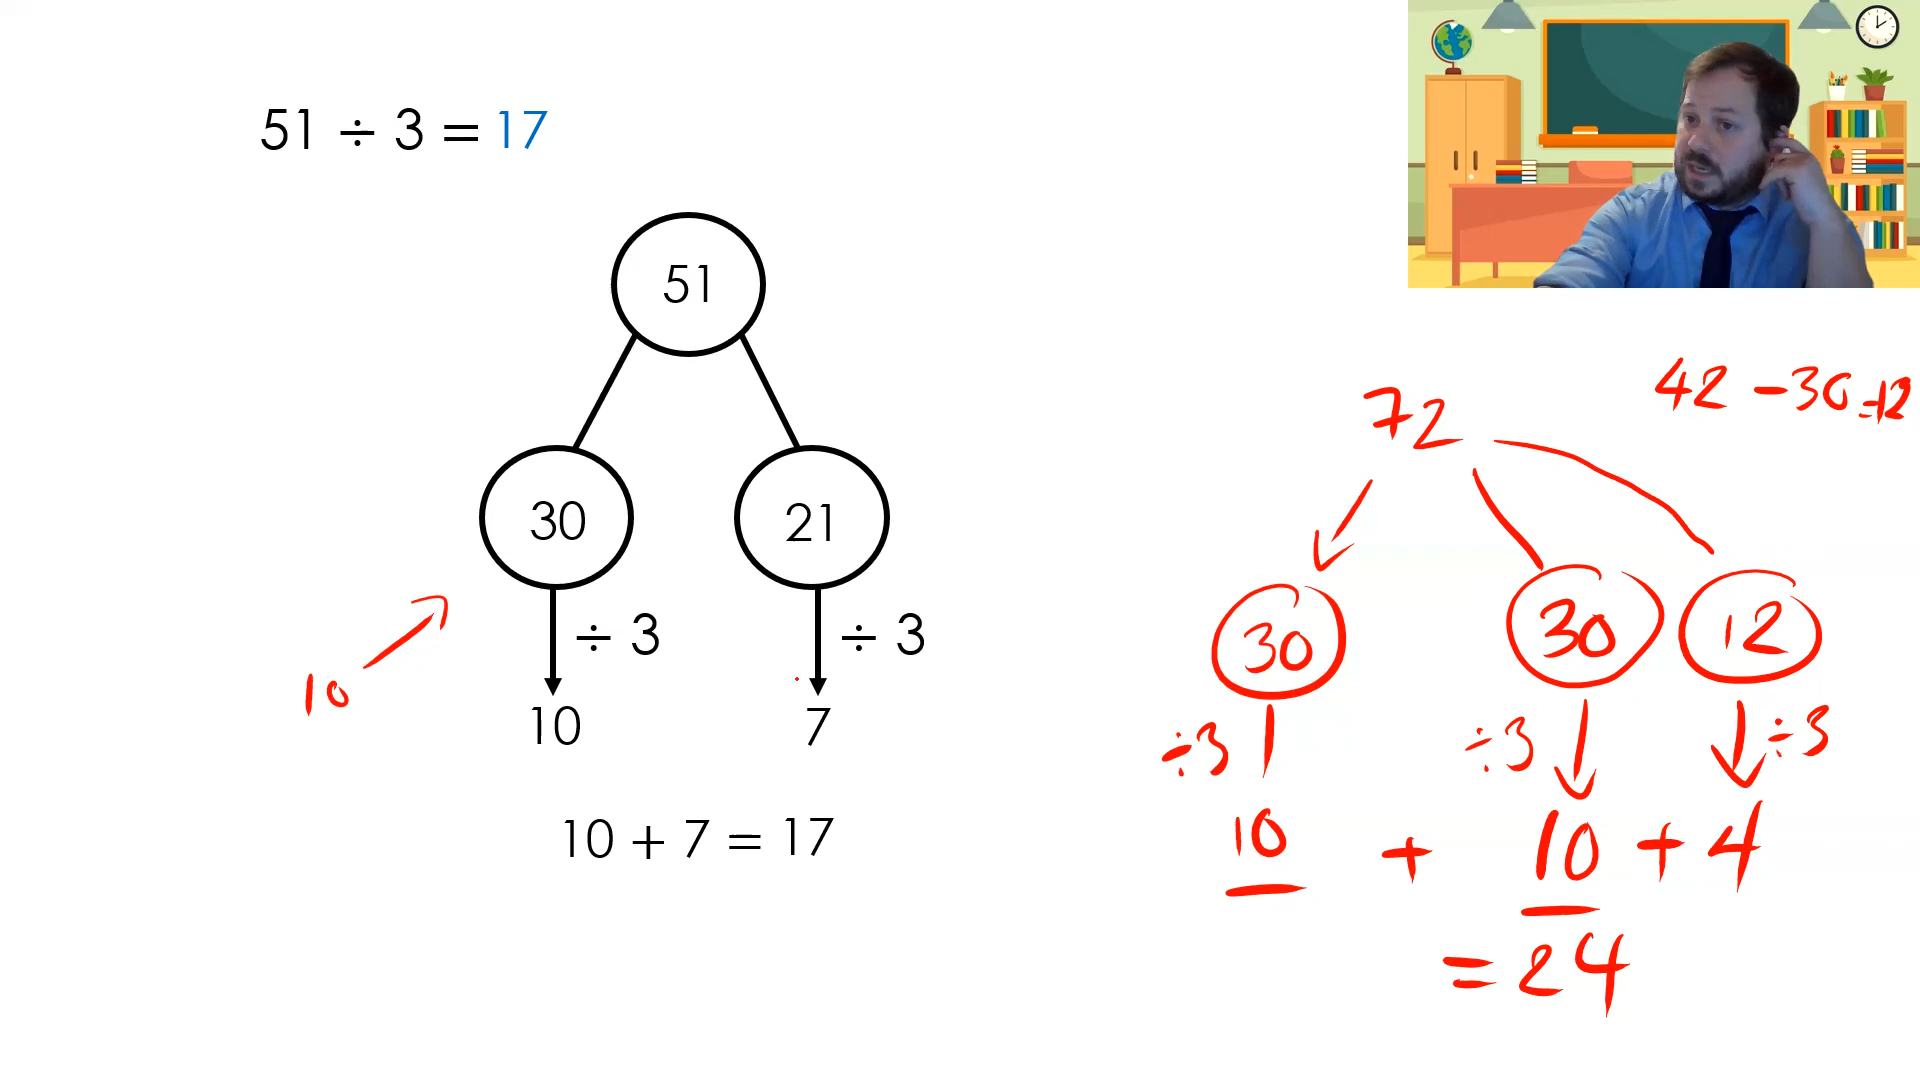 51 ÷ 3 = 17
51
30 21
÷ 3 ÷ 3
10
10 7
10 + 7 = 17
42 - 30 = 12
72
30 30 12
÷3 ÷3 ÷3
10 + 10 + 4
= 24